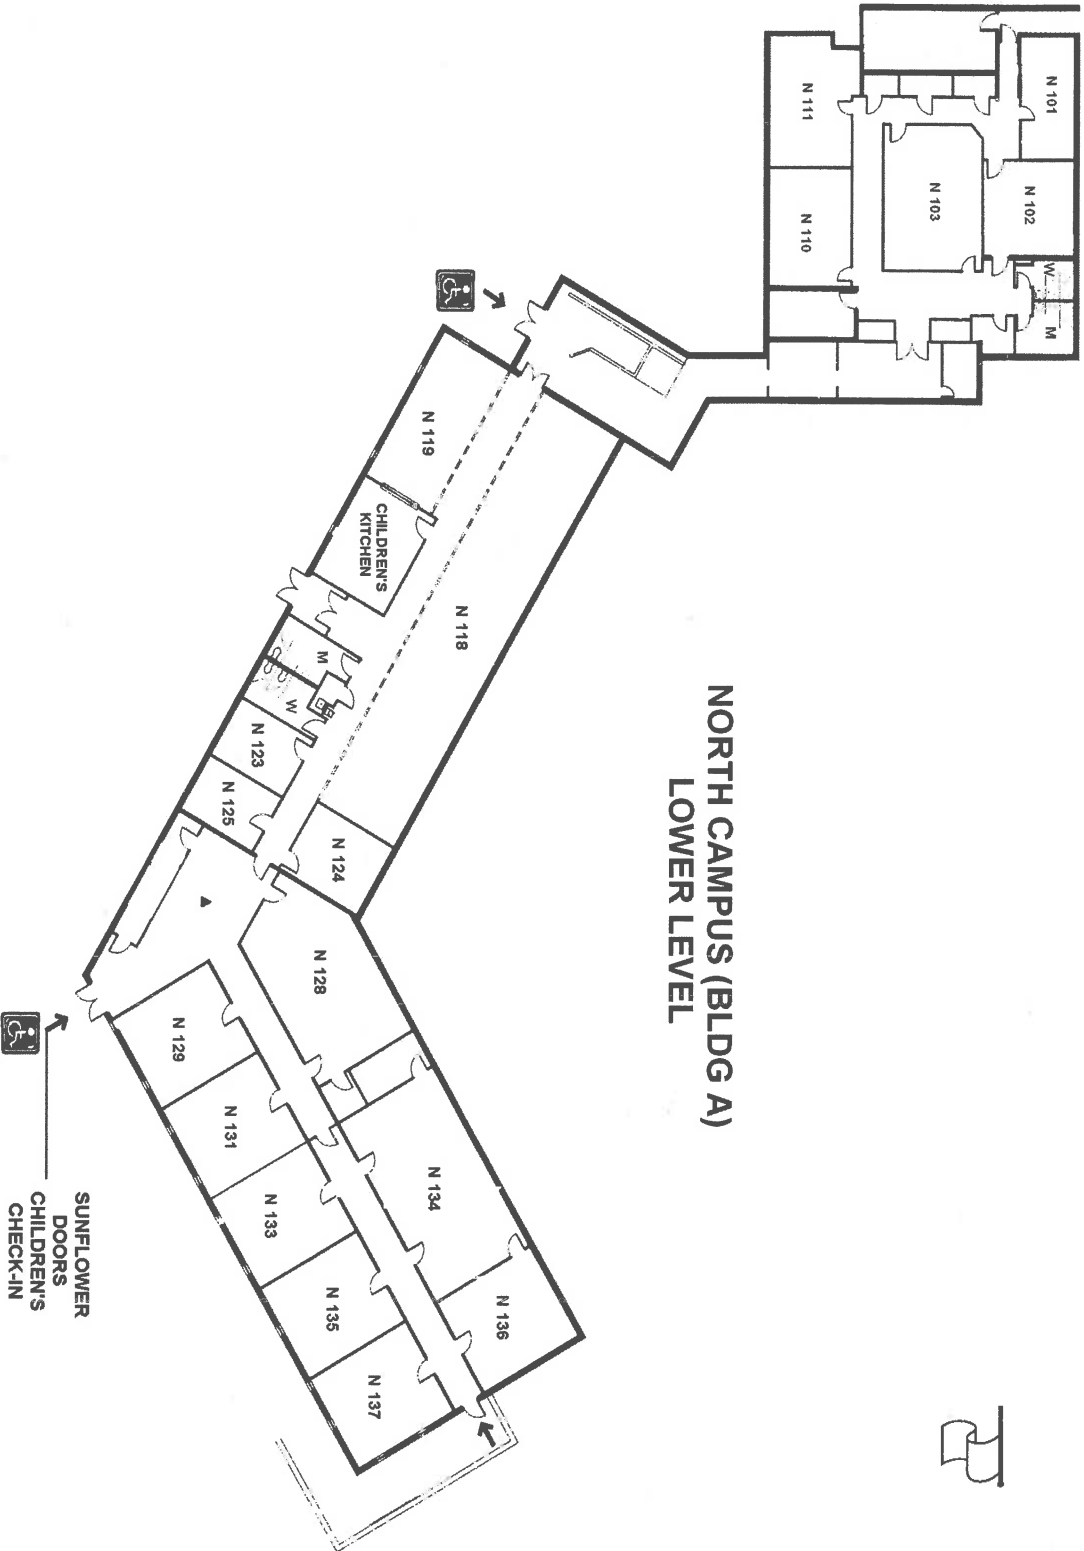 NORTH CAMPUS (BLDG A)
LOWER LEVEL
N 101
N 102
N 103
N 111
N 110
W
M
N 119
CHILDREN'S
KITCHEN
N 118
M
W
N 123
N 125
N 124
N 128
N 129
N 131
N 133
N 134
N 135
N 136
N 137
SUNFLOWER
DOORS
CHILDREN'S
CHECK-IN